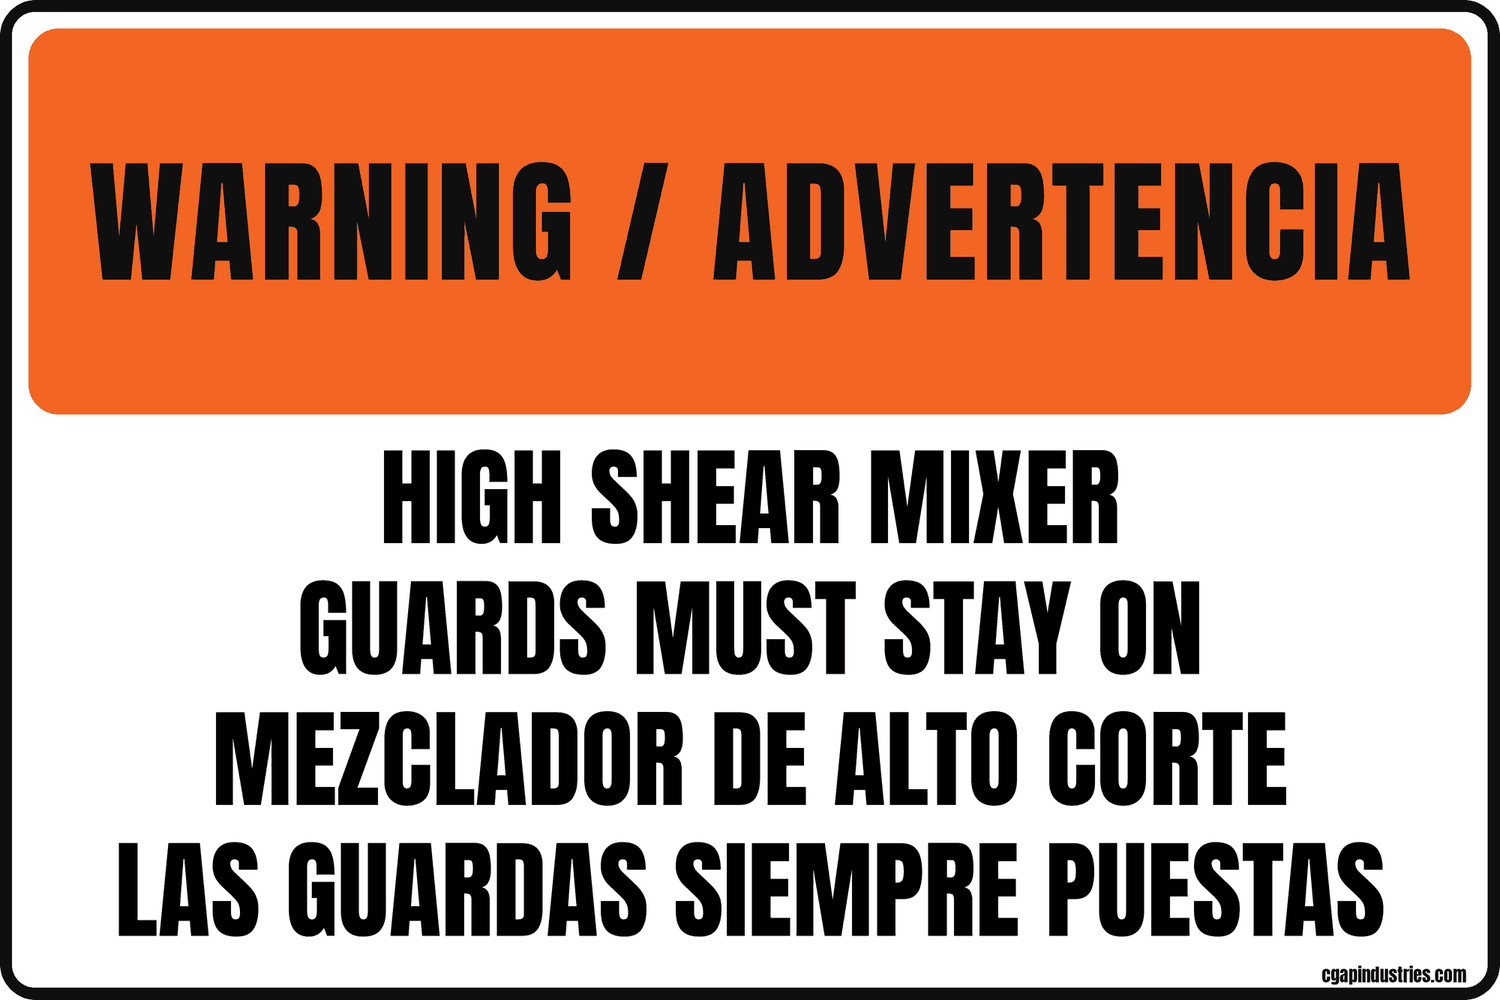 WARNING / ADVERTENCIA
HIGH SHEAR MIXER
GUARDS MUST STAY ON
MEZCLADOR DE ALTO CORTE
LAS GUARDAS SIEMPRE PUESTAS
cgapindustries.com